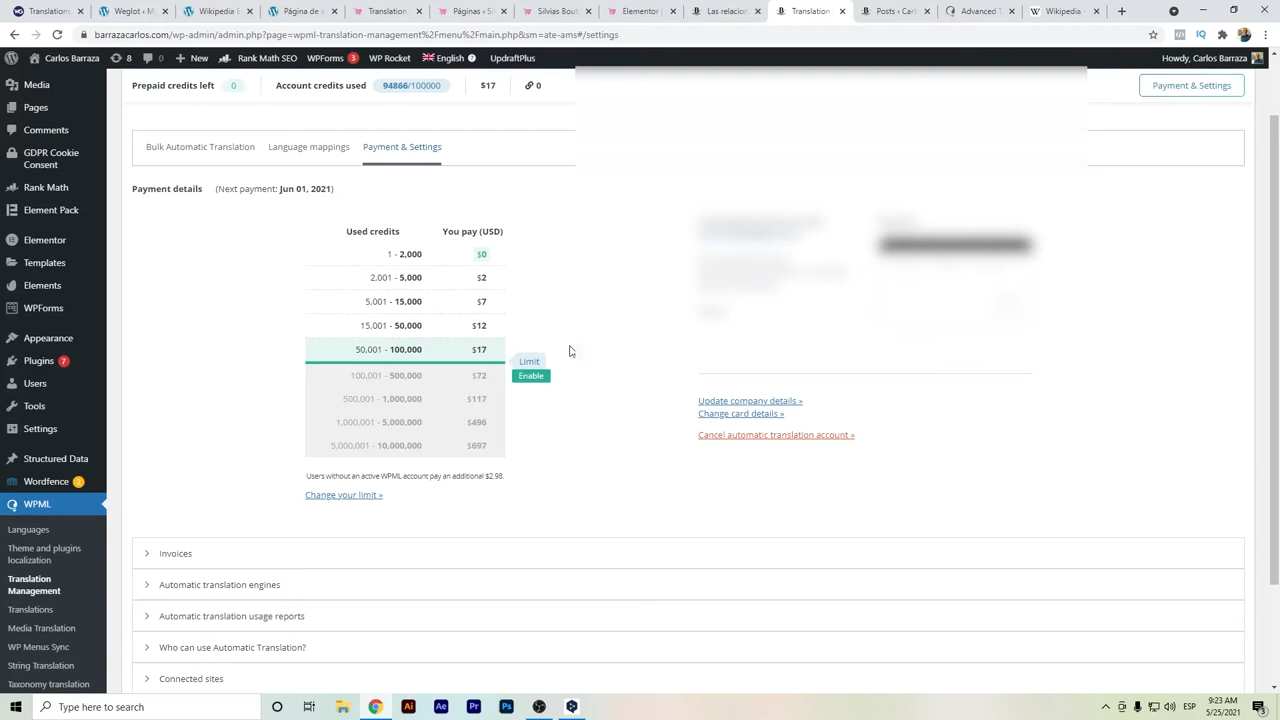 Translations
Weglot - M
Translation
Páginas ‹ S
Silvon Bus
Elementor
Las relacio
Translation
Posts ‹ Carl
Advanced T
Wikipedia -
barrazacarlos.com/wp-admin/admin.php?page=wpml-translation-management%2Fmenu%2Fmain.php&sm=ate-ams#/settings
Carlos Barraza
8
0
New
Rank Math SEO
WPForms 3
WP Rocket
English
UpdraftPlus
Howdy, Carlos Barraza
Media
Pages
Comments
GDPR Cookie
Consent
Rank Math
Element Pack
Elementor
Templates
Elements
WPForms
Appearance
Plugins 7
Users
Tools
Settings
Structured Data
Wordfence 2
WPML
Languages
Theme and plugins
localization
Translation
Management
Translations
Media Translation
WP Menus Sync
String Translation
Taxonomy translation
Prepaid credits left 0
Account credits used 94866/100000
$17
0
Payment & Settings
Bulk Automatic Translation
Language mappings
Payment & Settings
Payment details (Next payment: Jun 01, 2021)
Used credits You pay (USD)
1 - 2,000 $0
2,001 - 5,000 $2
5,001 - 15,000 $7
15,001 - 50,000 $12
50,001 - 100,000 $17
Limit
Enable
100,001 - 500,000 $72
500,001 - 1,000,000 $117
1,000,001 - 5,000,000 $496
5,000,001 - 10,000,000 $697
Users without an active WPML account pay an additional $2.98.
Change your limit »
Update company details »
Change card details »
Cancel automatic translation account »
Invoices
Automatic translation engines
Automatic translation usage reports
Who can use Automatic Translation?
Connected sites
Type here to search
Ai
Ae
Pr
Ps
ESP
9:23 AM
5/25/2021
3